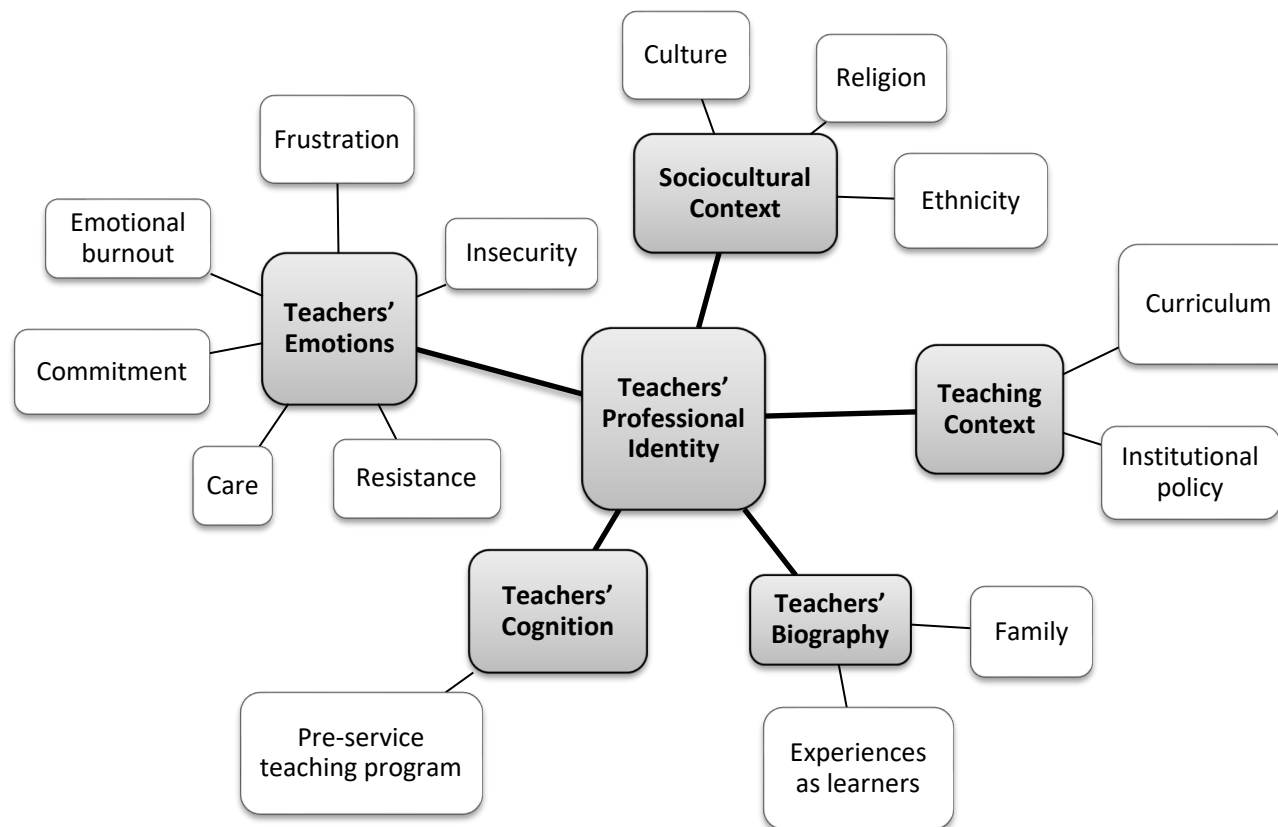 Culture
Religion
Frustration
Sociocultural
Context
Ethnicity
Emotional
burnout
Insecurity
Teachers’
Emotions
Curriculum
Commitment
Teachers’
Professional
Identity
Teaching
Context
Care
Resistance
Institutional
policy
Teachers’
Cognition
Teachers’
Biography
Family
Pre-service
teaching program
Experiences
as learners